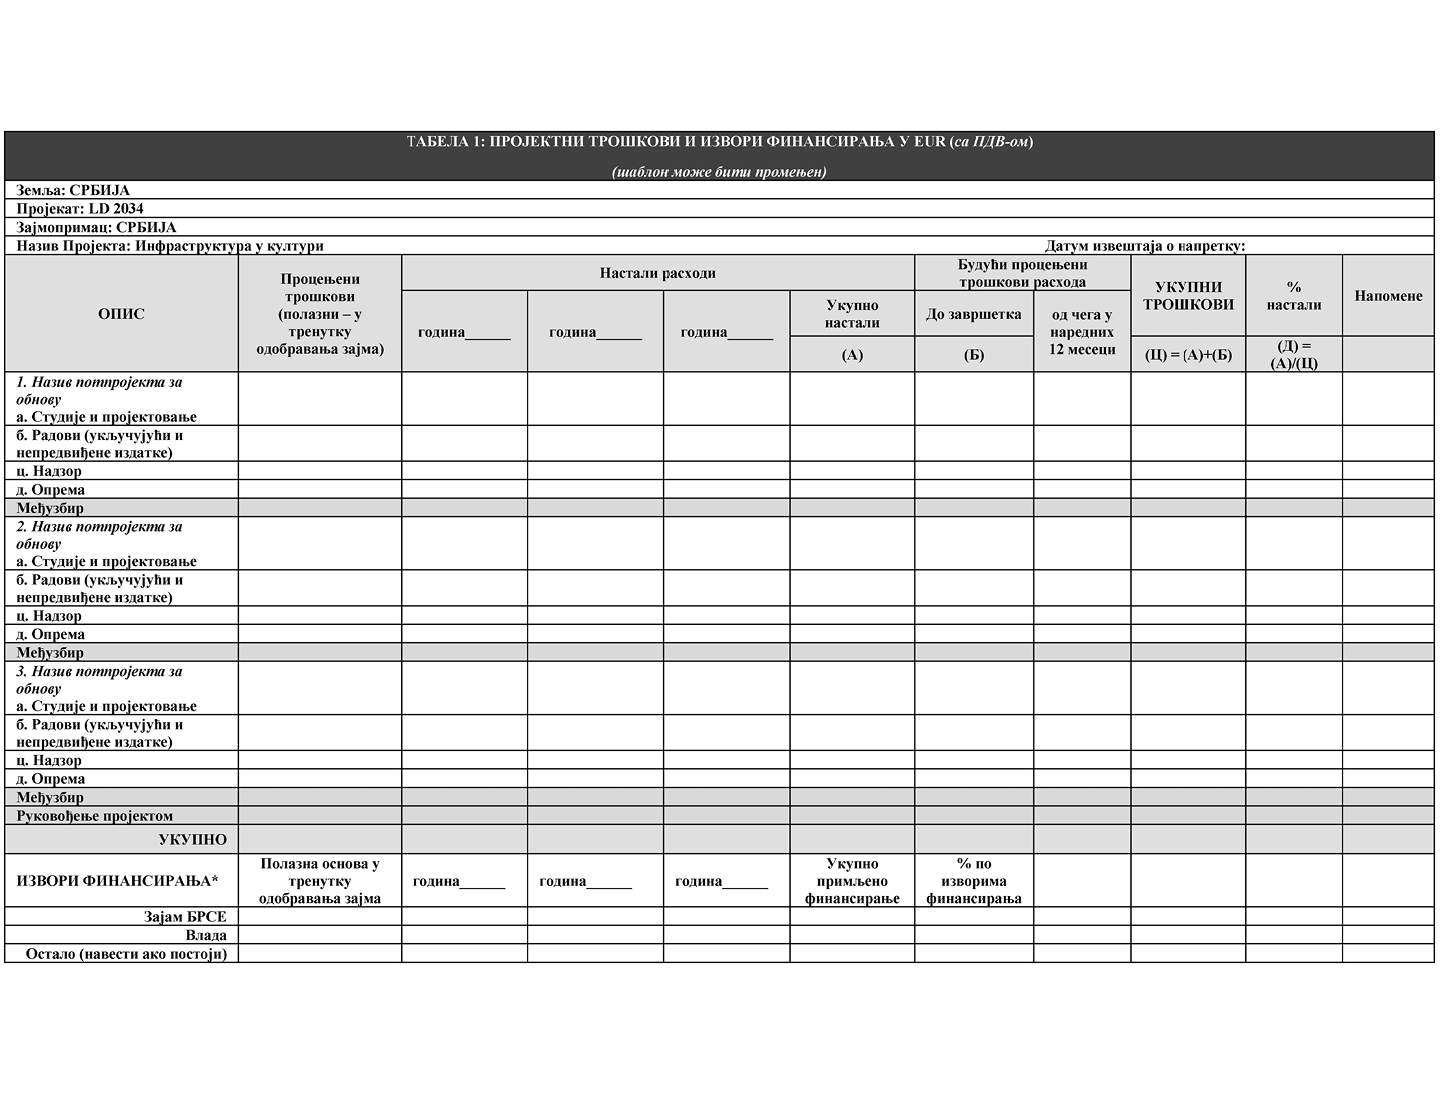 ТАБЕЛА 1: ПРОЈЕКТНИ ТРОШКОВИ И ИЗВОРИ ФИНАНСИРАЊА У EUR (са ПДВ-ом)
(шаблон може бити промењен)
Земља: СРБИЈА
Пројекат: LD 2034
Зајмопримац: СРБИЈА
Назив Пројекта: Инфраструктура у култури Датум извештаја о напретку:
ОПИС
Процењени
трошкови
(полазни – у
тренутку
одобравања зајма)
Настали расходи
година______ година______ година______
Укупно
настали
(А)
Будући процењени
трошкови расхода
До завршетка
(Б)
од чега у
наредних
12 месеци
УКУПНИ
ТРОШКОВИ
(Ц) = (А)+(Б)
%
настали
(Д) =
(А)/(Ц)
Напомене
1. Назив потпројекта за
обнову
а. Студије и пројектовање
б. Радови (укључујући и
непредвиђене издатке)
ц. Надзор
д. Опрема
Међузбир
2. Назив потпројекта за
обнову
а. Студије и пројектовање
б. Радови (укључујући и
непредвиђене издатке)
ц. Надзор
д. Опрема
Међузбир
3. Назив потпројекта за
обнову
а. Студије и пројектовање
б. Радови (укључујући и
непредвиђене издатке)
ц. Надзор
д. Опрема
Међузбир
Руковођење пројектом
УКУПНО
ИЗВОРИ ФИНАНСИРАЊА*
Полазна основа у
тренутку
одобравања зајма
година______ година______ година______
Укупно
примљено
финансирање
% по
изворима
финансирања
Зајам БРСЕ
Влада
Остало (навести ако постоји)